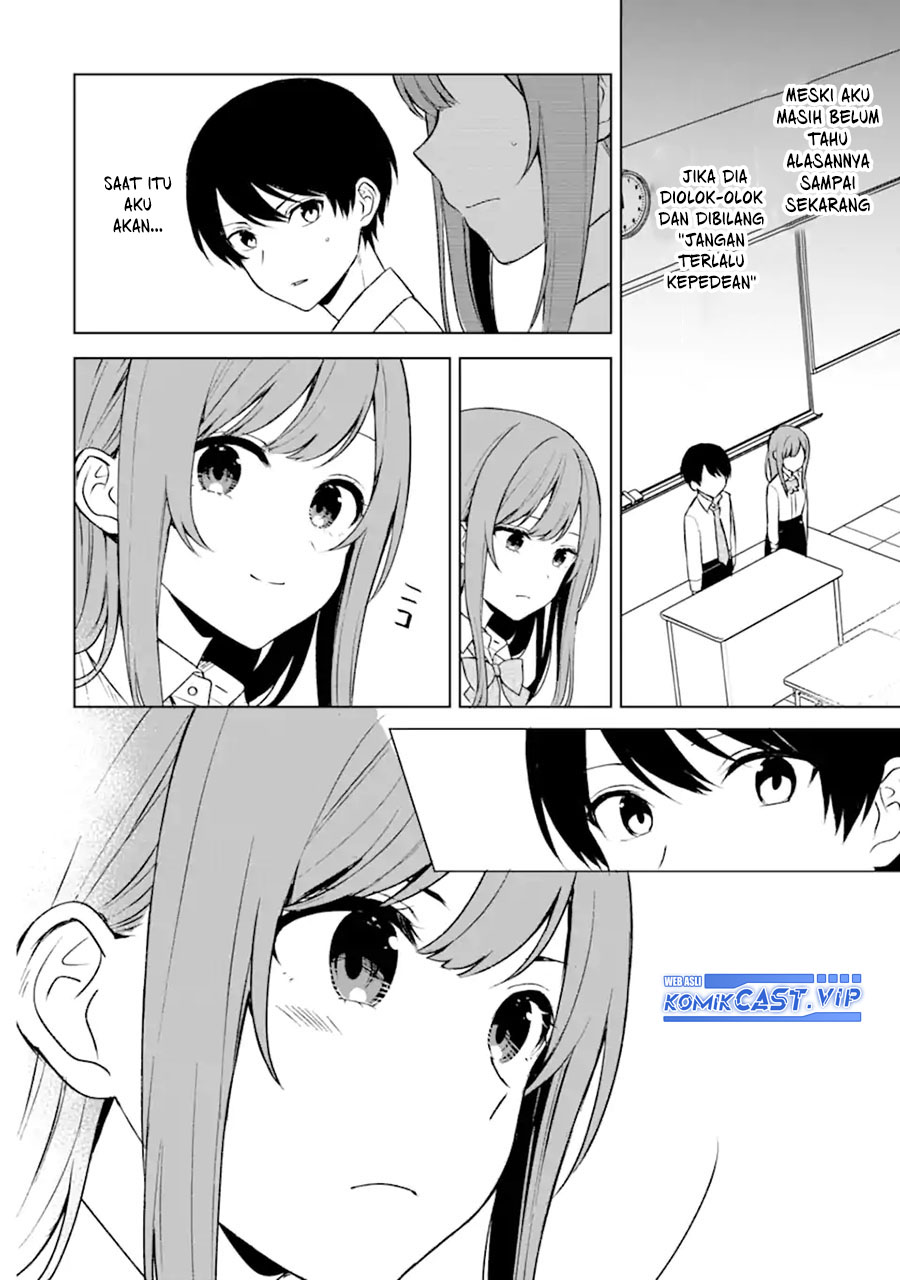 MESKI AKU
MASIH BELUM
TAHU
ALASANNYA
SAMPAI
SEKARANG
JIKA DIA
DIOLOK-OLOK
DAN DIBILANG
"JANGAN
TERLALU
KEPEDEAN"
SAAT ITU
AKU
AKAN...
ニコ
WEB ASLI
KOMIKCAST.VIP